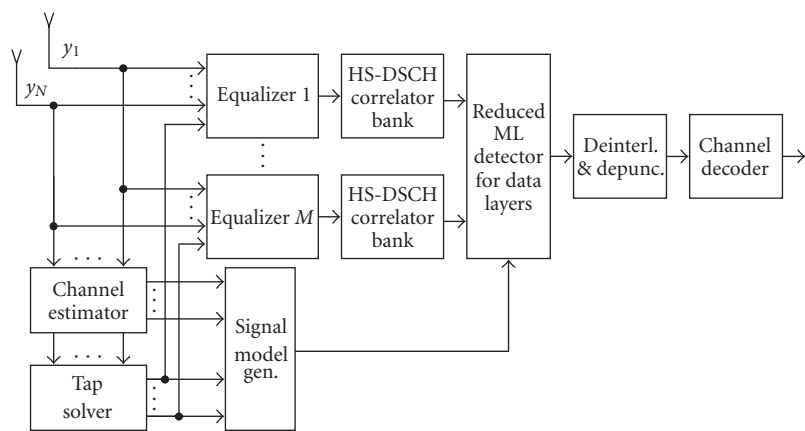 y1
yN
Equalizer 1
HS-DSCH
correlator
bank
Reduced
ML
detector
for data
layers
Deinterl.
& depunc.
Channel
decoder
Equalizer M
HS-DSCH
correlator
bank
Channel
estimator
Signal
model
gen.
Tap
solver